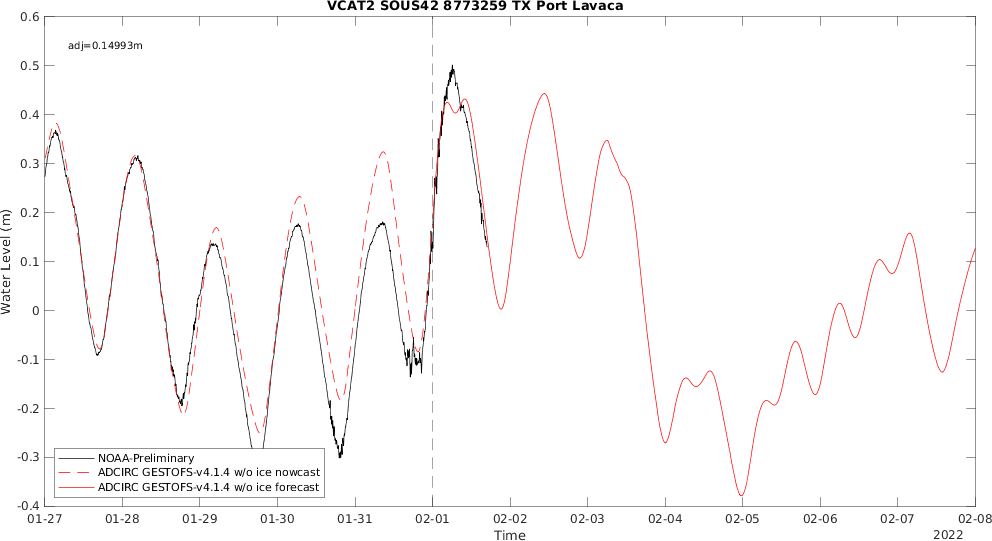 VCAT2 SOUS42 8773259 TX Port Lavaca
adj=0.14993m
0.6
0.5
0.4
0.3
0.2
0.1
0
-0.1
-0.2
-0.3
-0.4
Water Level (m)
NOAA-Preliminary
ADCIRC GESTOFS-v4.1.4 w/o ice nowcast
ADCIRC GESTOFS-v4.1.4 w/o ice forecast
01-27 01-28 01-29 01-30 01-31 02-01 02-02 02-03 02-04 02-05 02-06 02-07 02-08
Time
2022